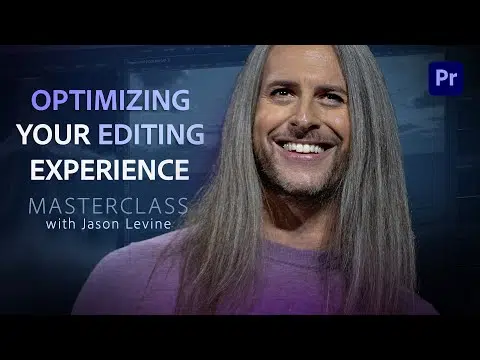 OPTIMIZING
YOUR EDITING
EXPERIENCE
MASTERCLASS
with Jason Levine
Pr